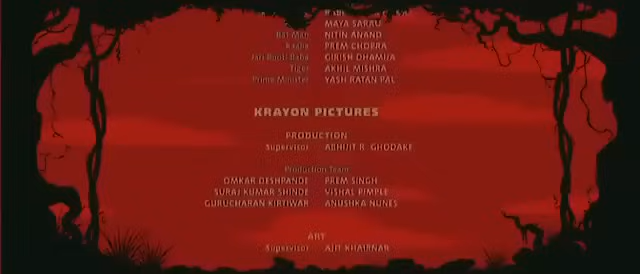 MAYA SARRU
Bat-Man NITIN ANAND
Kaalia PREM CHOPRA
Jari Booti Baba GIRISH DHAMIJA
Tiger AKHIL MISHRA
Prime Minister YASH RATAN PAL
KRAYON PICTURES
PRODUCTION
Supervisor ABHIJIT R. GHODAKE
Production Team
OMKAR DESHPANDE PREM SINGH
SURAJ KUMAR SHINDE VISHAL PIMPLE
GURUCHARAN KIRTIWAR ANUSHKA NUNES
ART
Supervisor AJIT KHAIRNAR